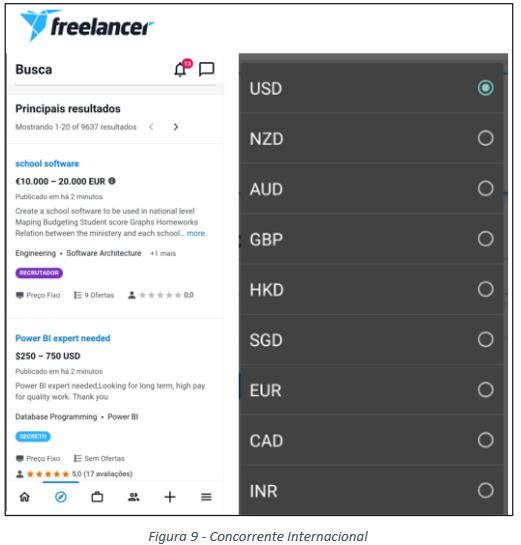 freelancer
Busca
13
Principais resultados
Mostrando 1-20 of 9637 resultados
school software
€10.000 – 20.000 EUR
Publicado em há 2 minutos
Create a school software to be used in national level
Maping Budgeting Student score Graphs Homeworks
Relation between the ministery and each school... more
Engineering • Software Architecture +1 mais
RECRUTADOR
Preço Fixo 9 Ofertas 0,0
Power BI expert needed
$250 – 750 USD
Publicado em há 2 minutos
Power BI expert needed,Looking for long term, high pay
for quality work. Thank you
Database Programming • Power BI
SECRETO
Preço Fixo Sem Ofertas
5,0 (17 avaliações)
USD
NZD
AUD
GBP
HKD
SGD
EUR
CAD
INR
Figura 9 - Concorrente Internacional